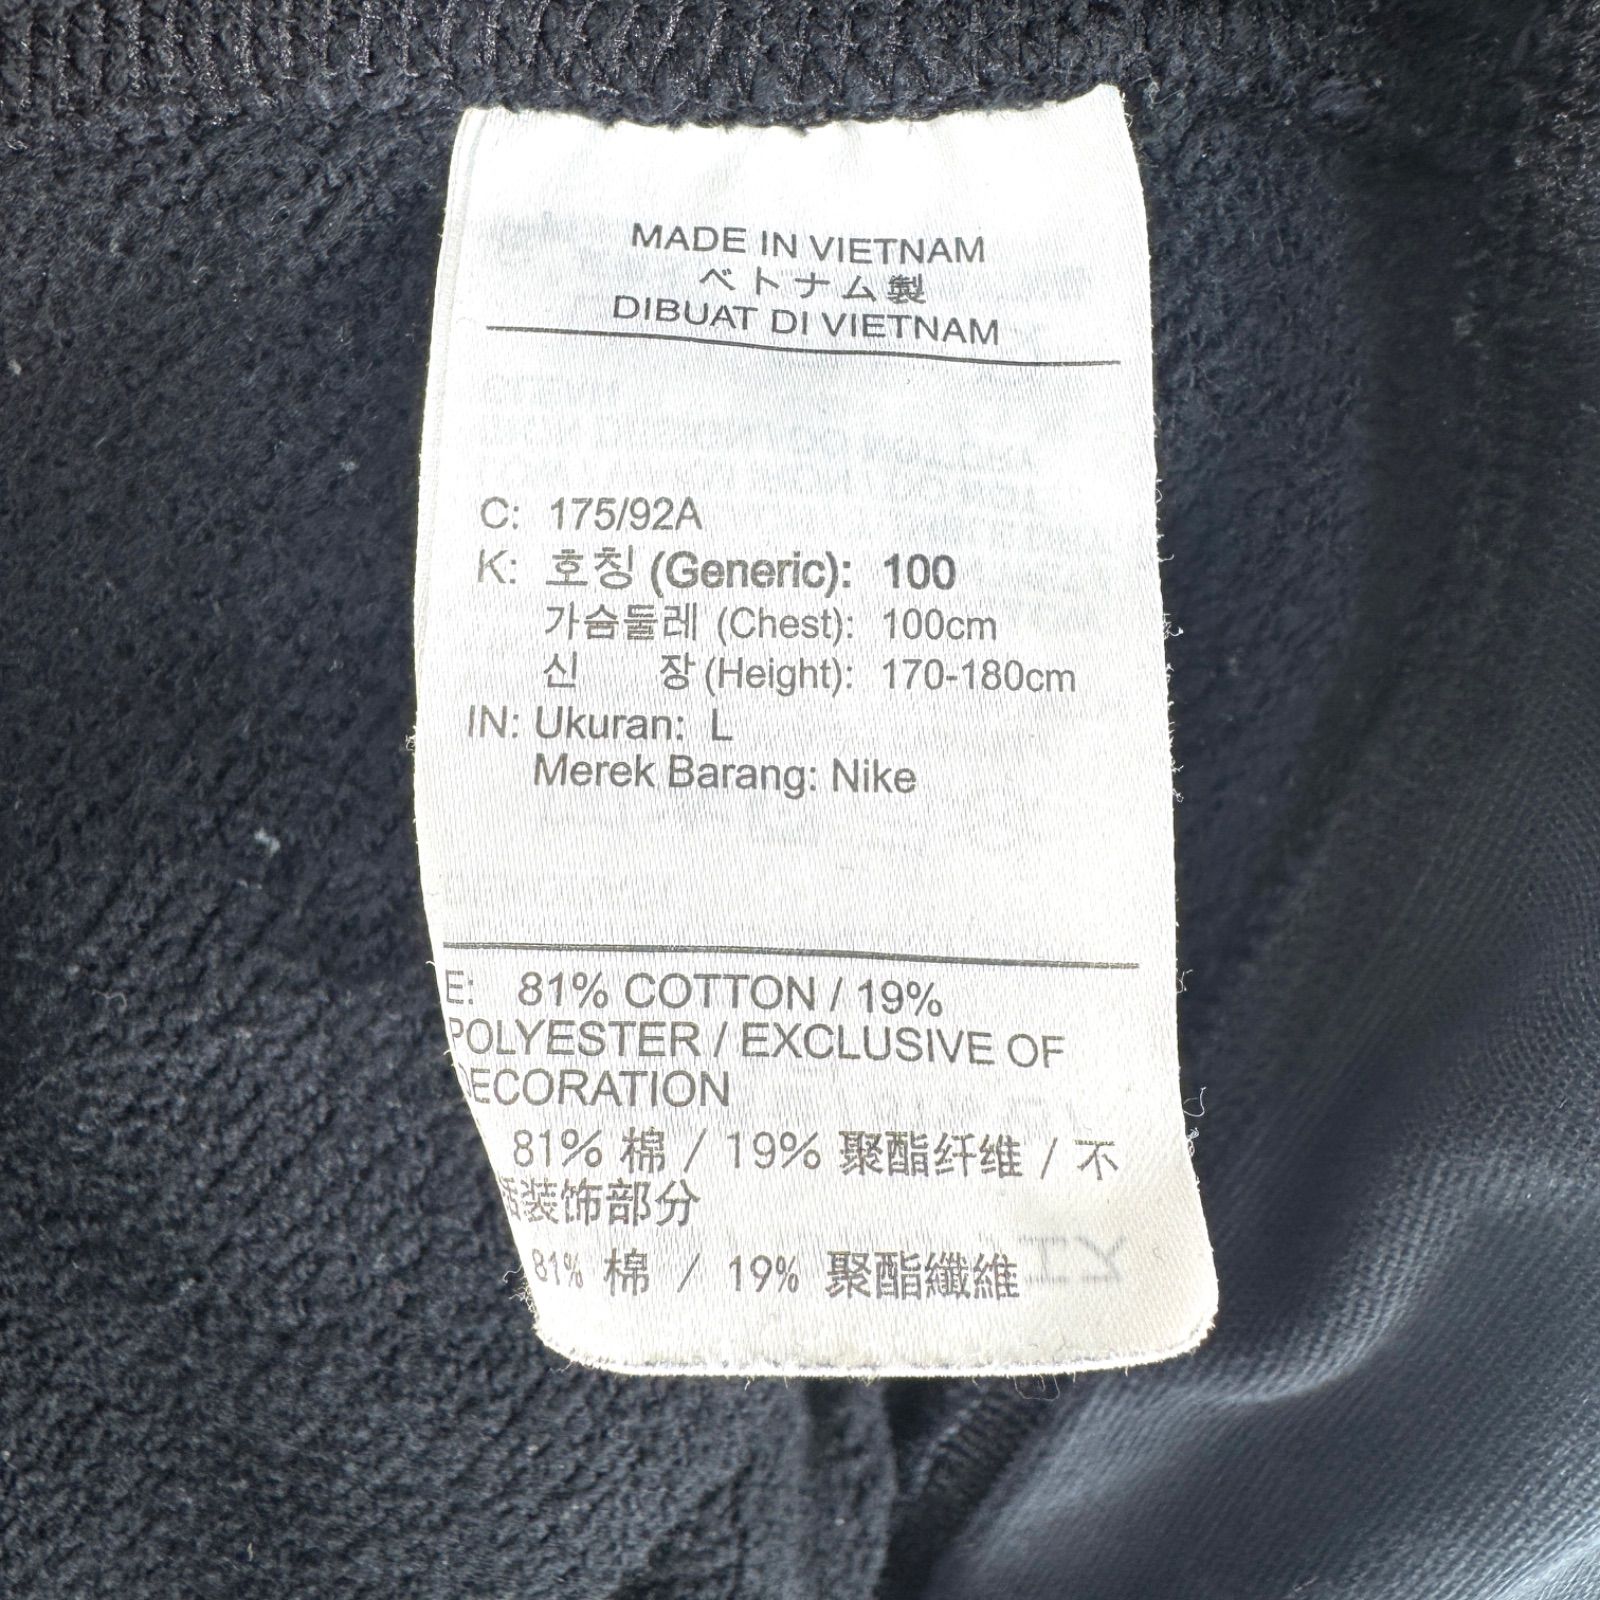 MADE IN VIETNAM
ベトナム製
DIBUAT DI VIETNAM
C: 175/92A
K: 호칭 (Generic): 100
가슴둘레 (Chest): 100cm
신 장 (Height): 170-180cm
IN: Ukuran: L
Merek Barang: Nike
E: 81% COTTON / 19%
POLYESTER / EXCLUSIVE OF
DECORATION
81% 棉 / 19% 聚酯纤维 / 不
括装饰部分
81% 棉 / 19% 聚酯纖維